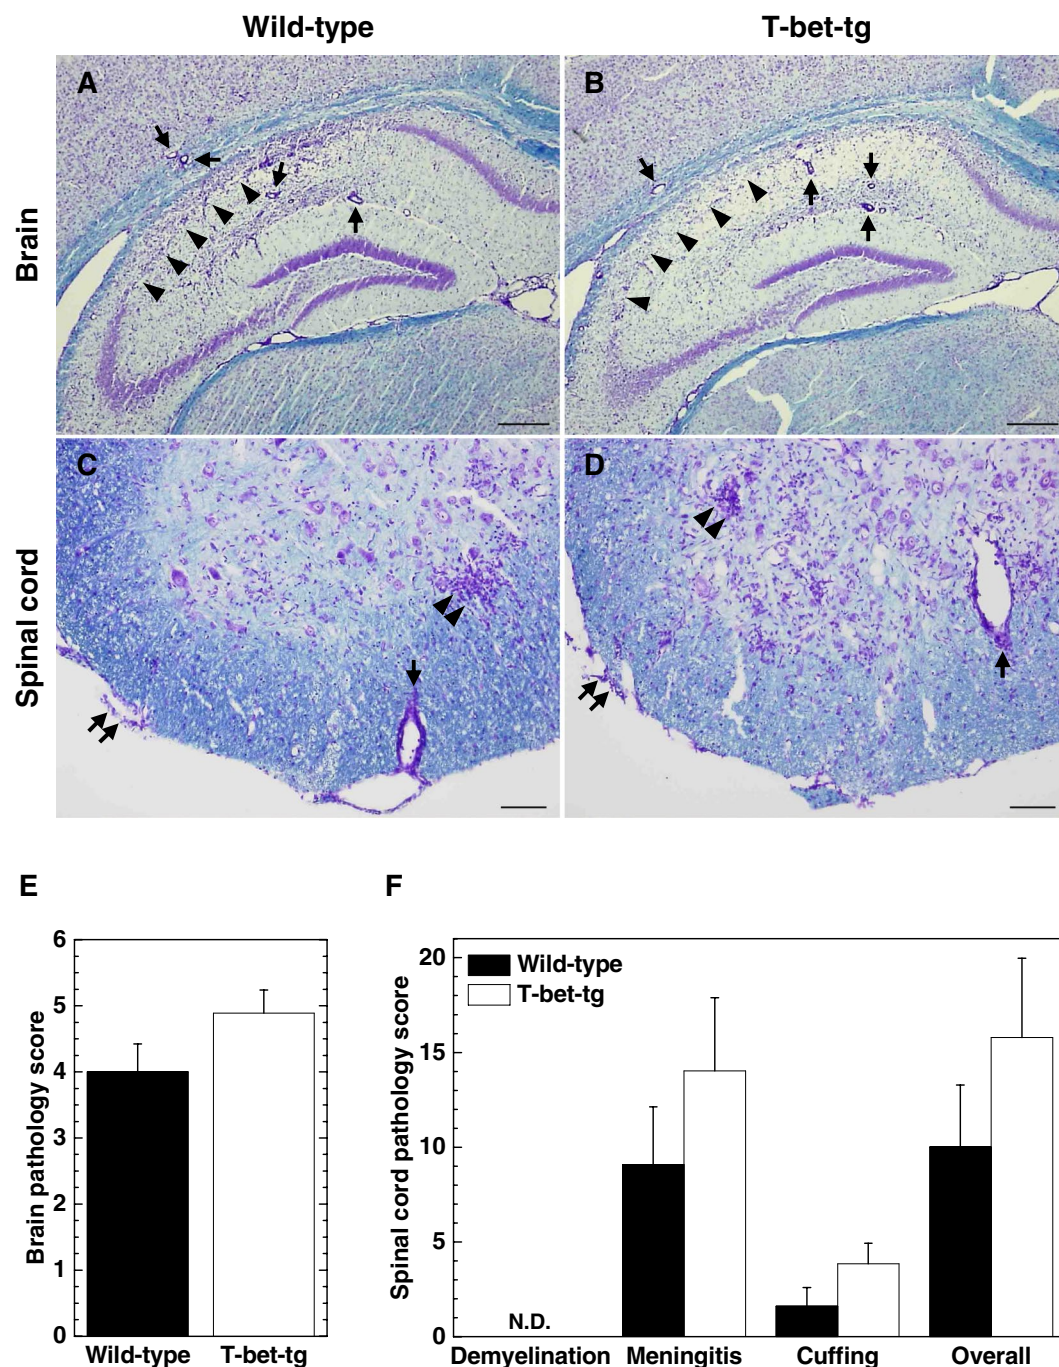 Wild-type
T-bet-tg
Brain
A
B
Spinal cord
C
D
E
Brain pathology score
6
5
4
3
2
1
0
Wild-type
T-bet-tg
F
Spinal cord pathology score
20
15
10
5
0
Wild-type
T-bet-tg
N.D.
Demyelination
Meningitis
Cuffing
Overall